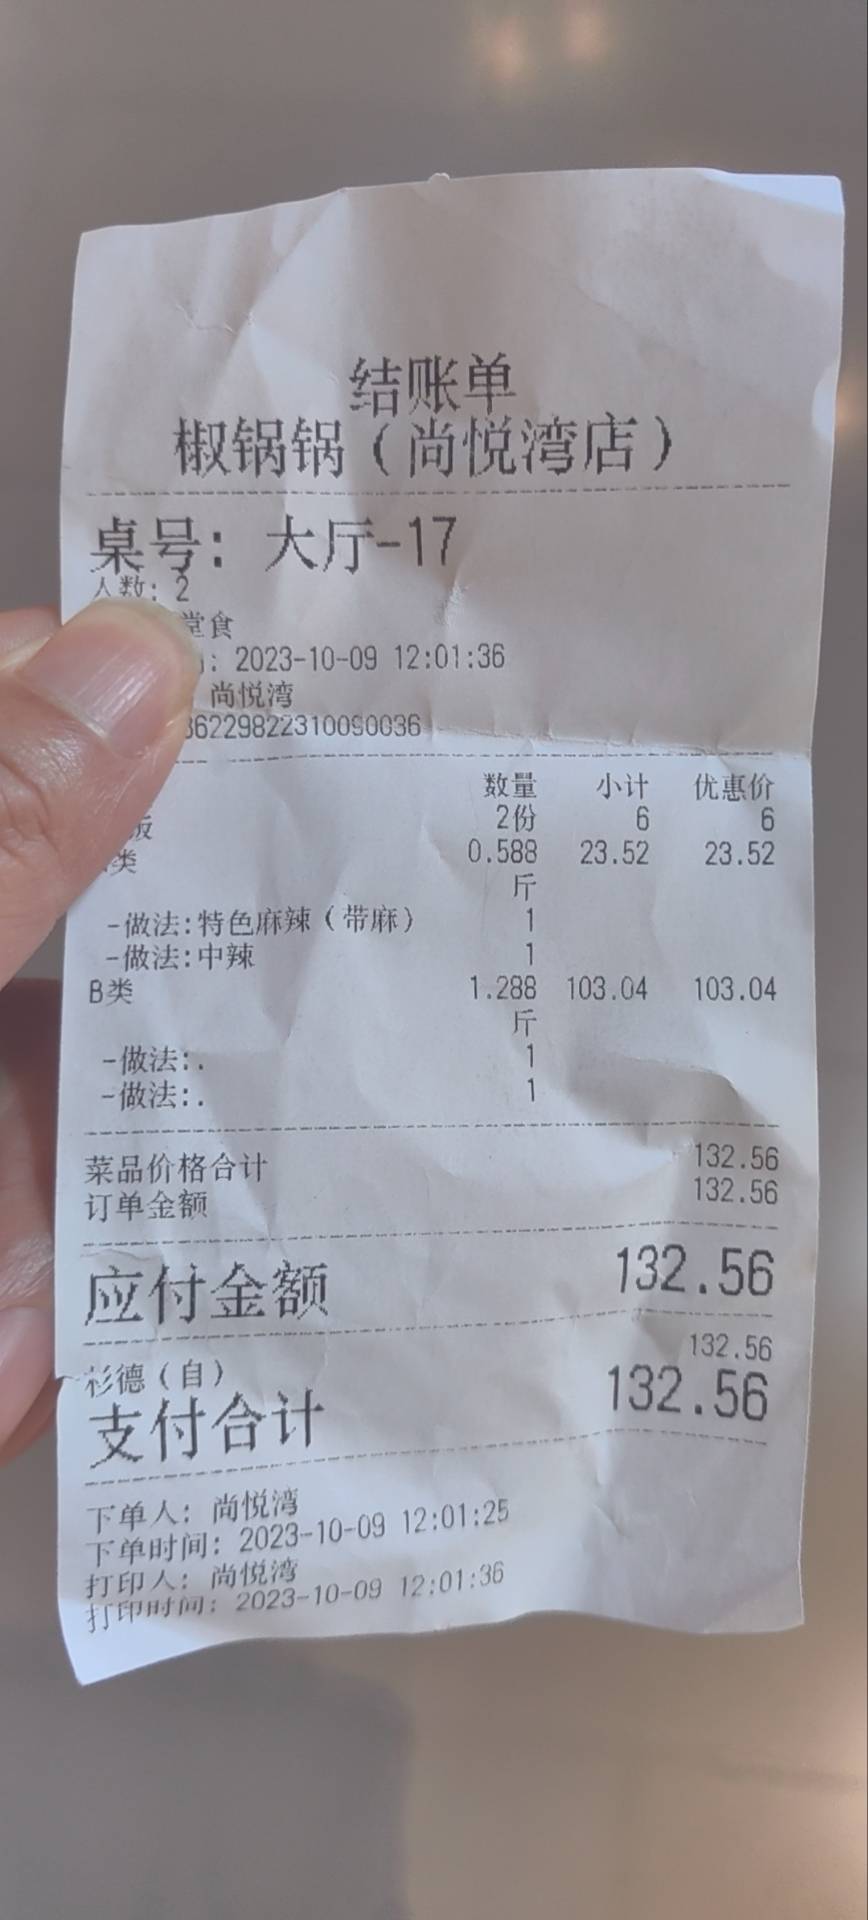 结账单
椒锅锅（尚悦湾店）
桌号: 大厅-17
人数: 2
堂食
: 2023-10-09 12:01:36
尚悦湾
86229822310090036
数量 小计 优惠价
饭 2份 6 6
类 0.588 23.52 23.52
斤
-做法:特色麻辣（带麻） 1
-做法:中辣 1
B类 1.288 103.04 103.04
斤
-做法:. 1
-做法:. 1
菜品价格合计 132.56
订单金额 132.56
应付金额 132.56
杉德（自） 132.56
支付合计 132.56
下单人: 尚悦湾
下单时间: 2023-10-09 12:01:25
打印人: 尚悦湾
打印时间: 2023-10-09 12:01:36